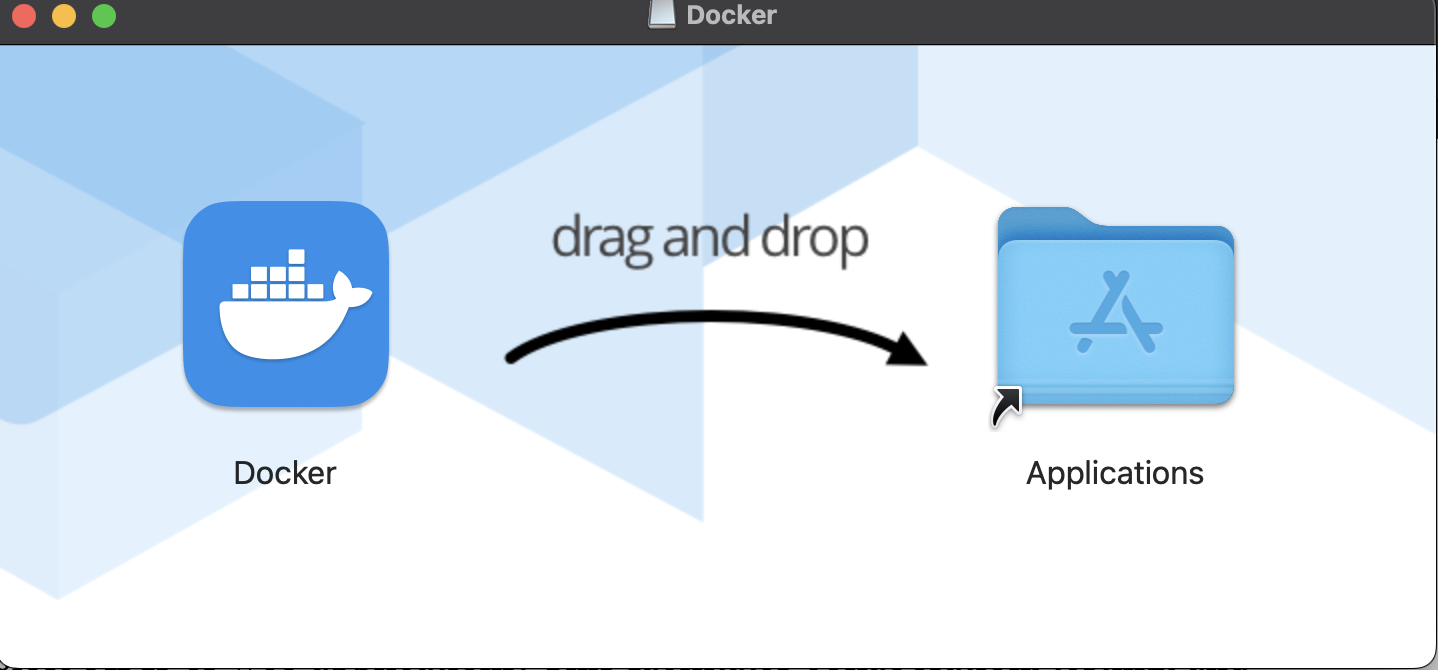 Docker
drag and drop
Docker
Applications